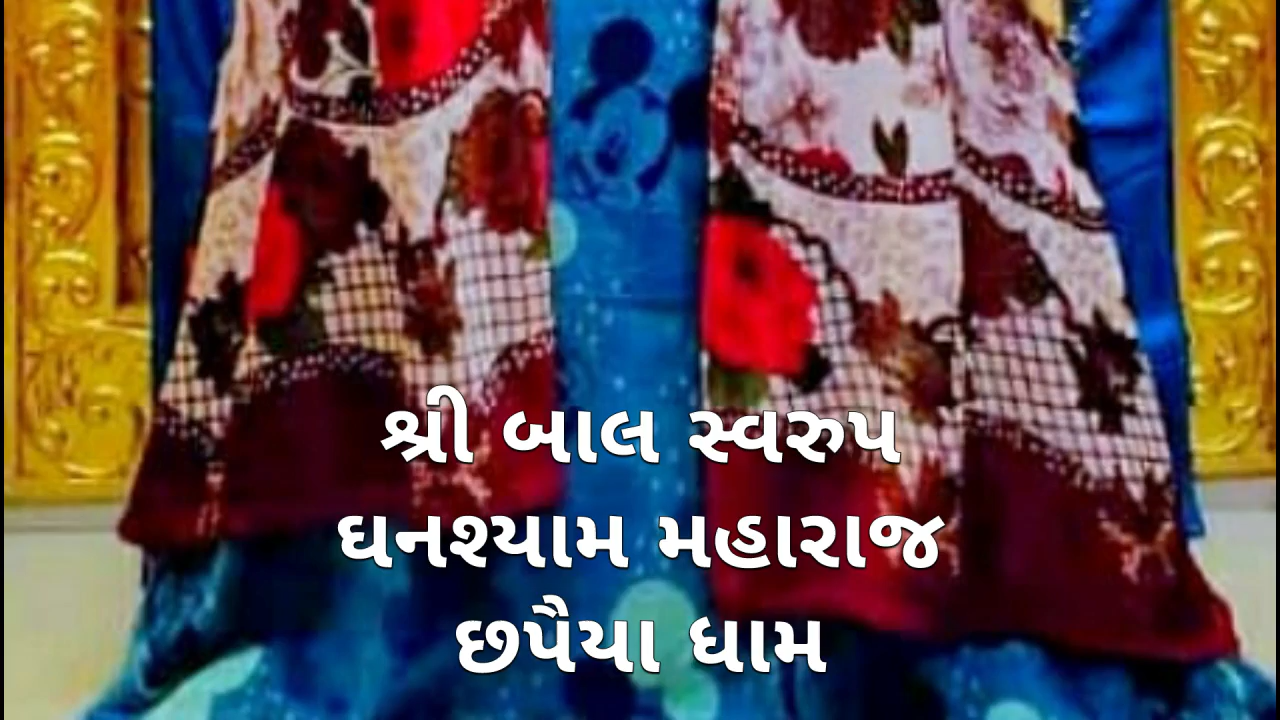 શ્રી બાલ સ્વરુપ
ઘનશ્યામ મહારાજ
છપૈયા ધામ